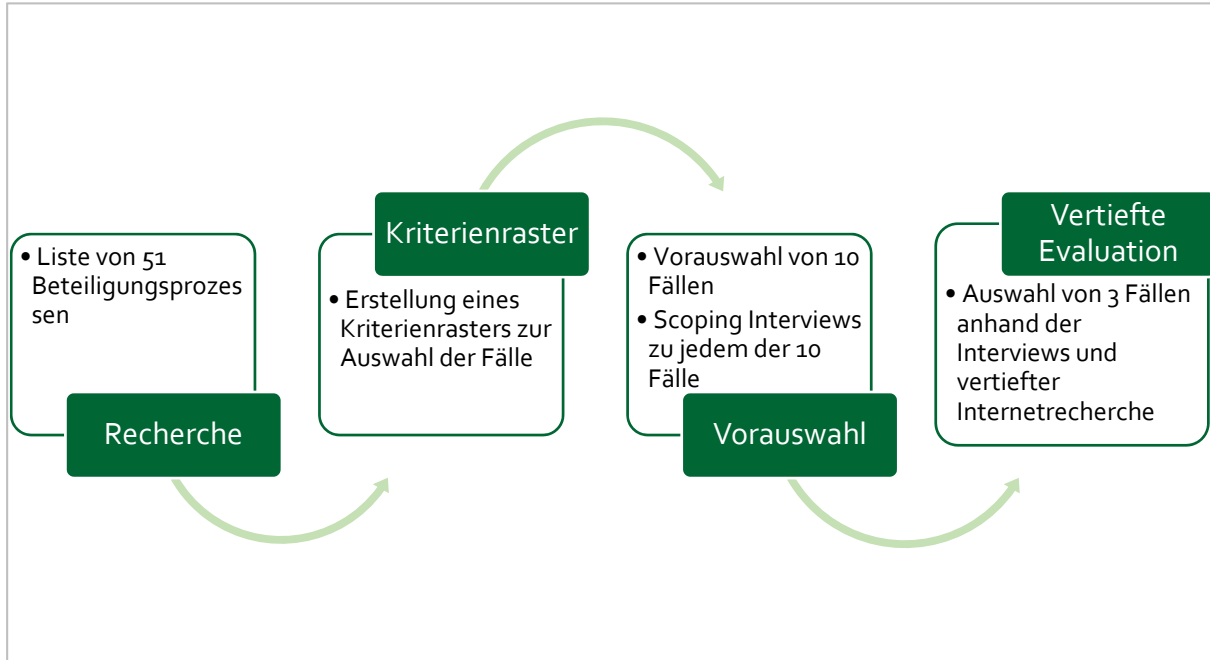 • Liste von 51
Beteiligungsprozes
sen
Recherche
Kriterienraster
• Erstellung eines
Kriterienrasters zur
Auswahl der Fälle
• Vorauswahl von 10
Fällen
• Scoping Interviews
zu jedem der 10
Fälle
Vorauswahl
Vertiefte
Evaluation
• Auswahl von 3 Fällen
anhand der
Interviews und
vertiefter
Internetrecherche